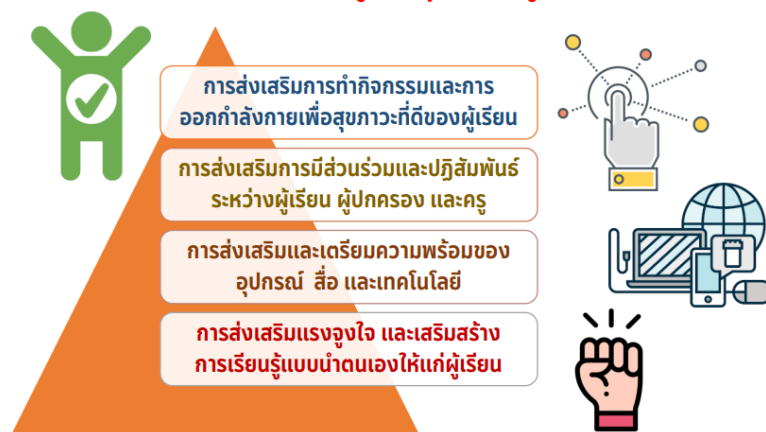 การส่งเสริมการทำกิจกรรมและการ
ออกกำลังกายเพื่อสุขภาวะที่ดีของผู้เรียน
การส่งเสริมการมีส่วนร่วมและปฏิสัมพันธ์
ระหว่างผู้เรียน ผู้ปกครอง และครู
การส่งเสริมและเตรียมความพร้อมของ
อุปกรณ์ สื่อ และเทคโนโลยี
การส่งเสริมแรงจูงใจ และเสริมสร้าง
การเรียนรู้แบบนำตนเองให้แก่ผู้เรียน